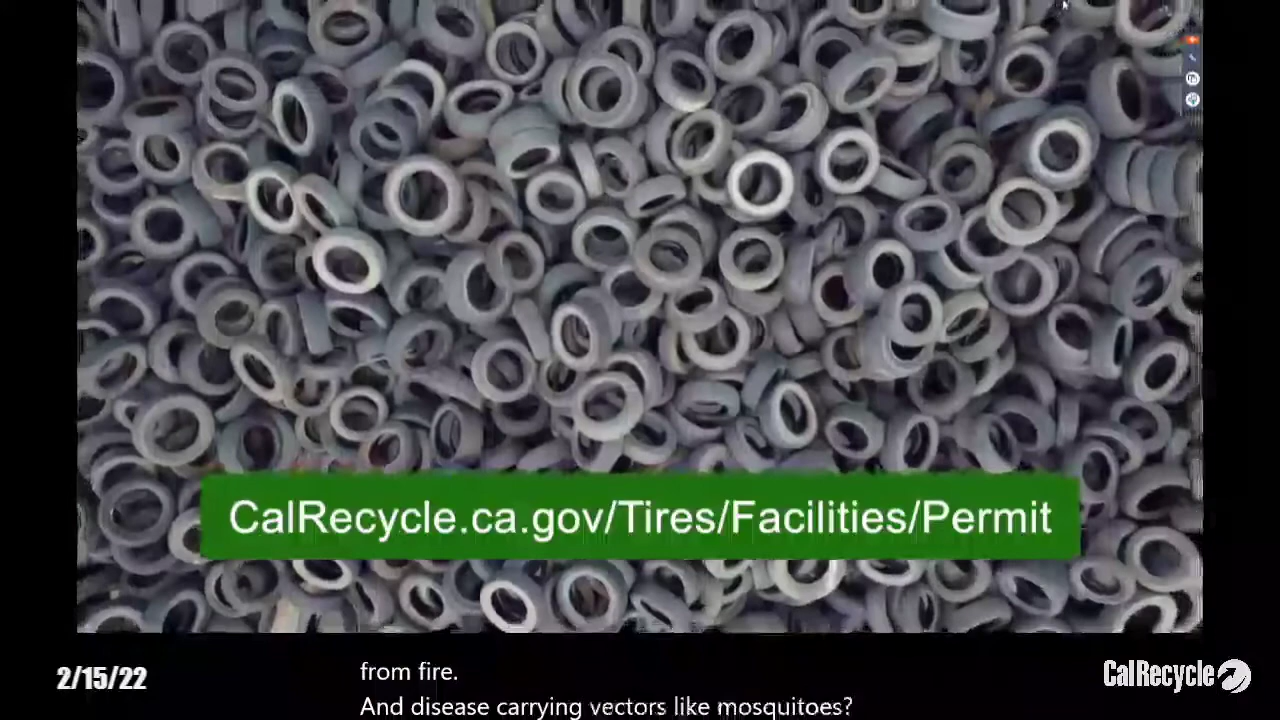 CalRecycle.ca.gov/Tires/Facilities/Permit
2/15/22
from fire.
And disease carrying vectors like mosquitoes?
CalRecycle